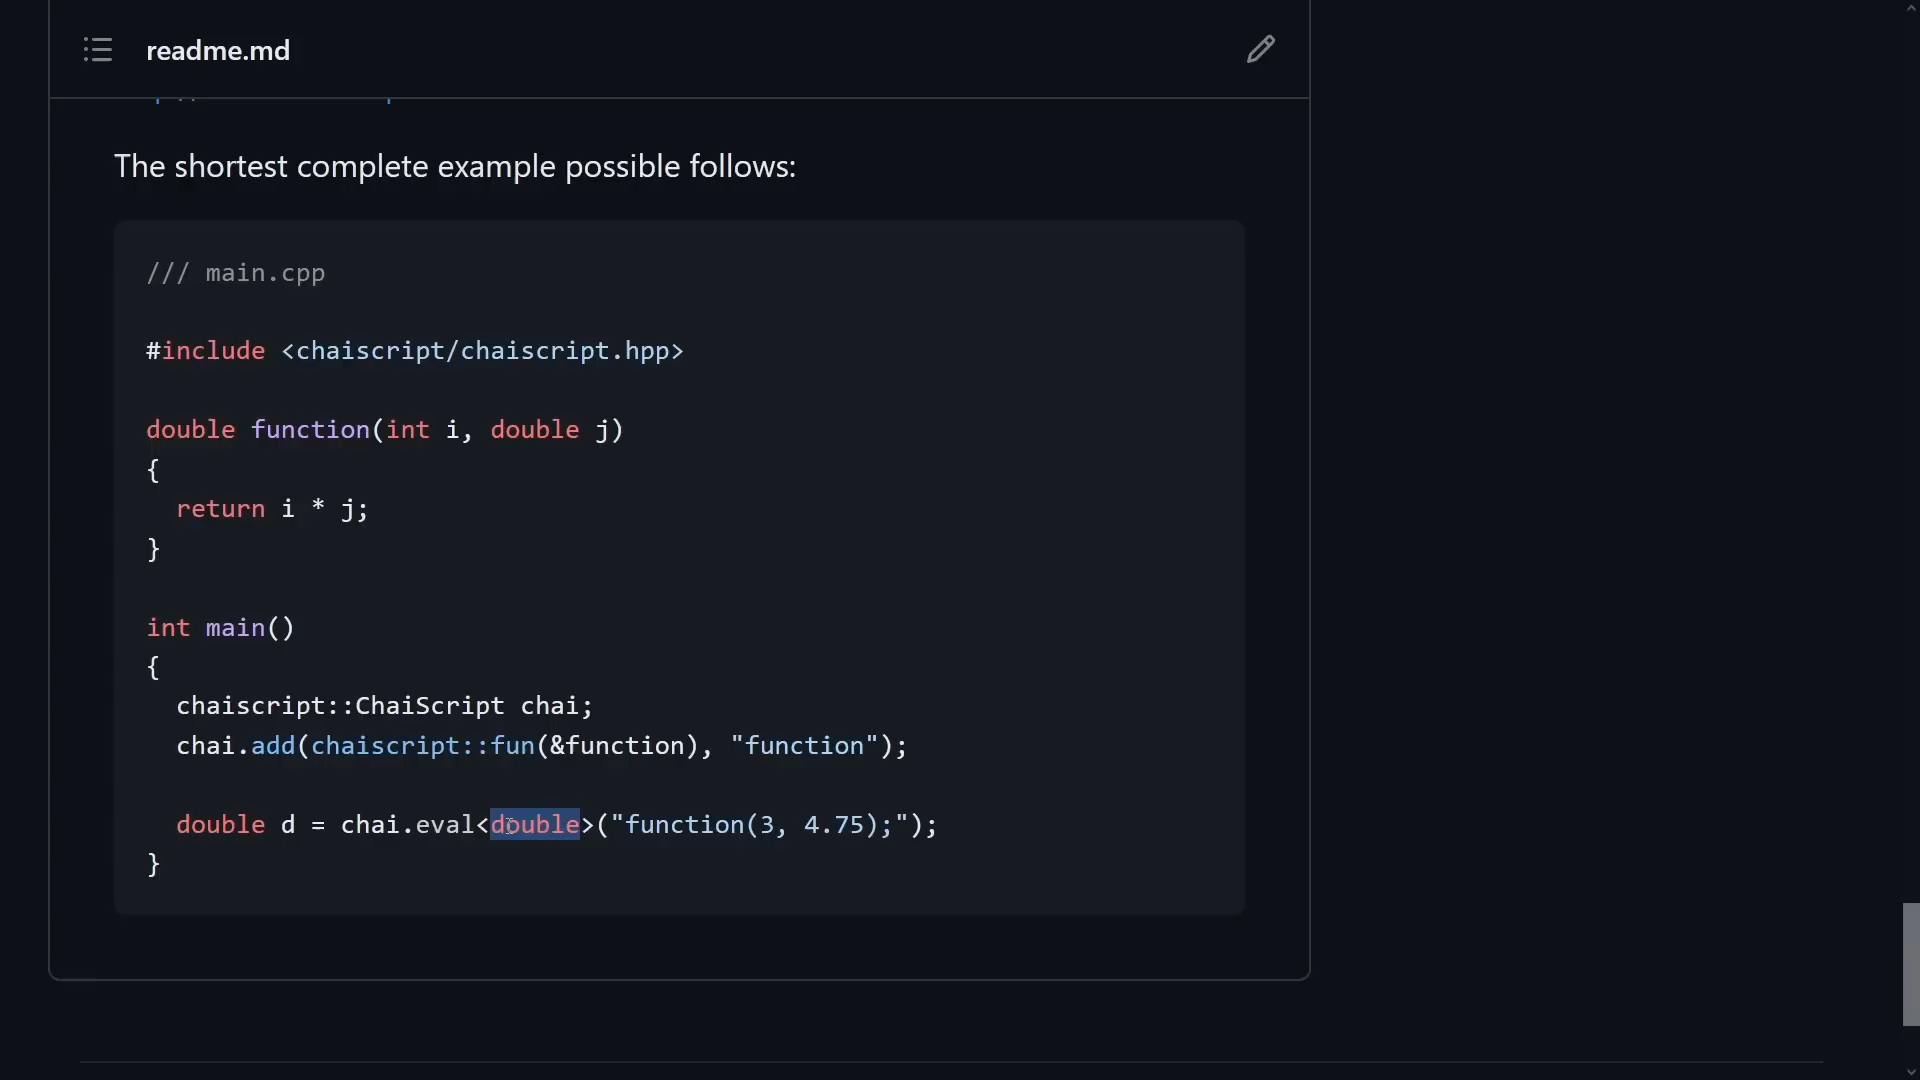 readme.md
The shortest complete example possible follows:
/// main.cpp
#include <chaiscript/chaiscript.hpp>
double function(int i, double j)
{
  return i * j;
}
int main()
{
  chaiscript::ChaiScript chai;
  chai.add(chaiscript::fun(&function), "function");
  double d = chai.eval<double>("function(3, 4.75);");
}